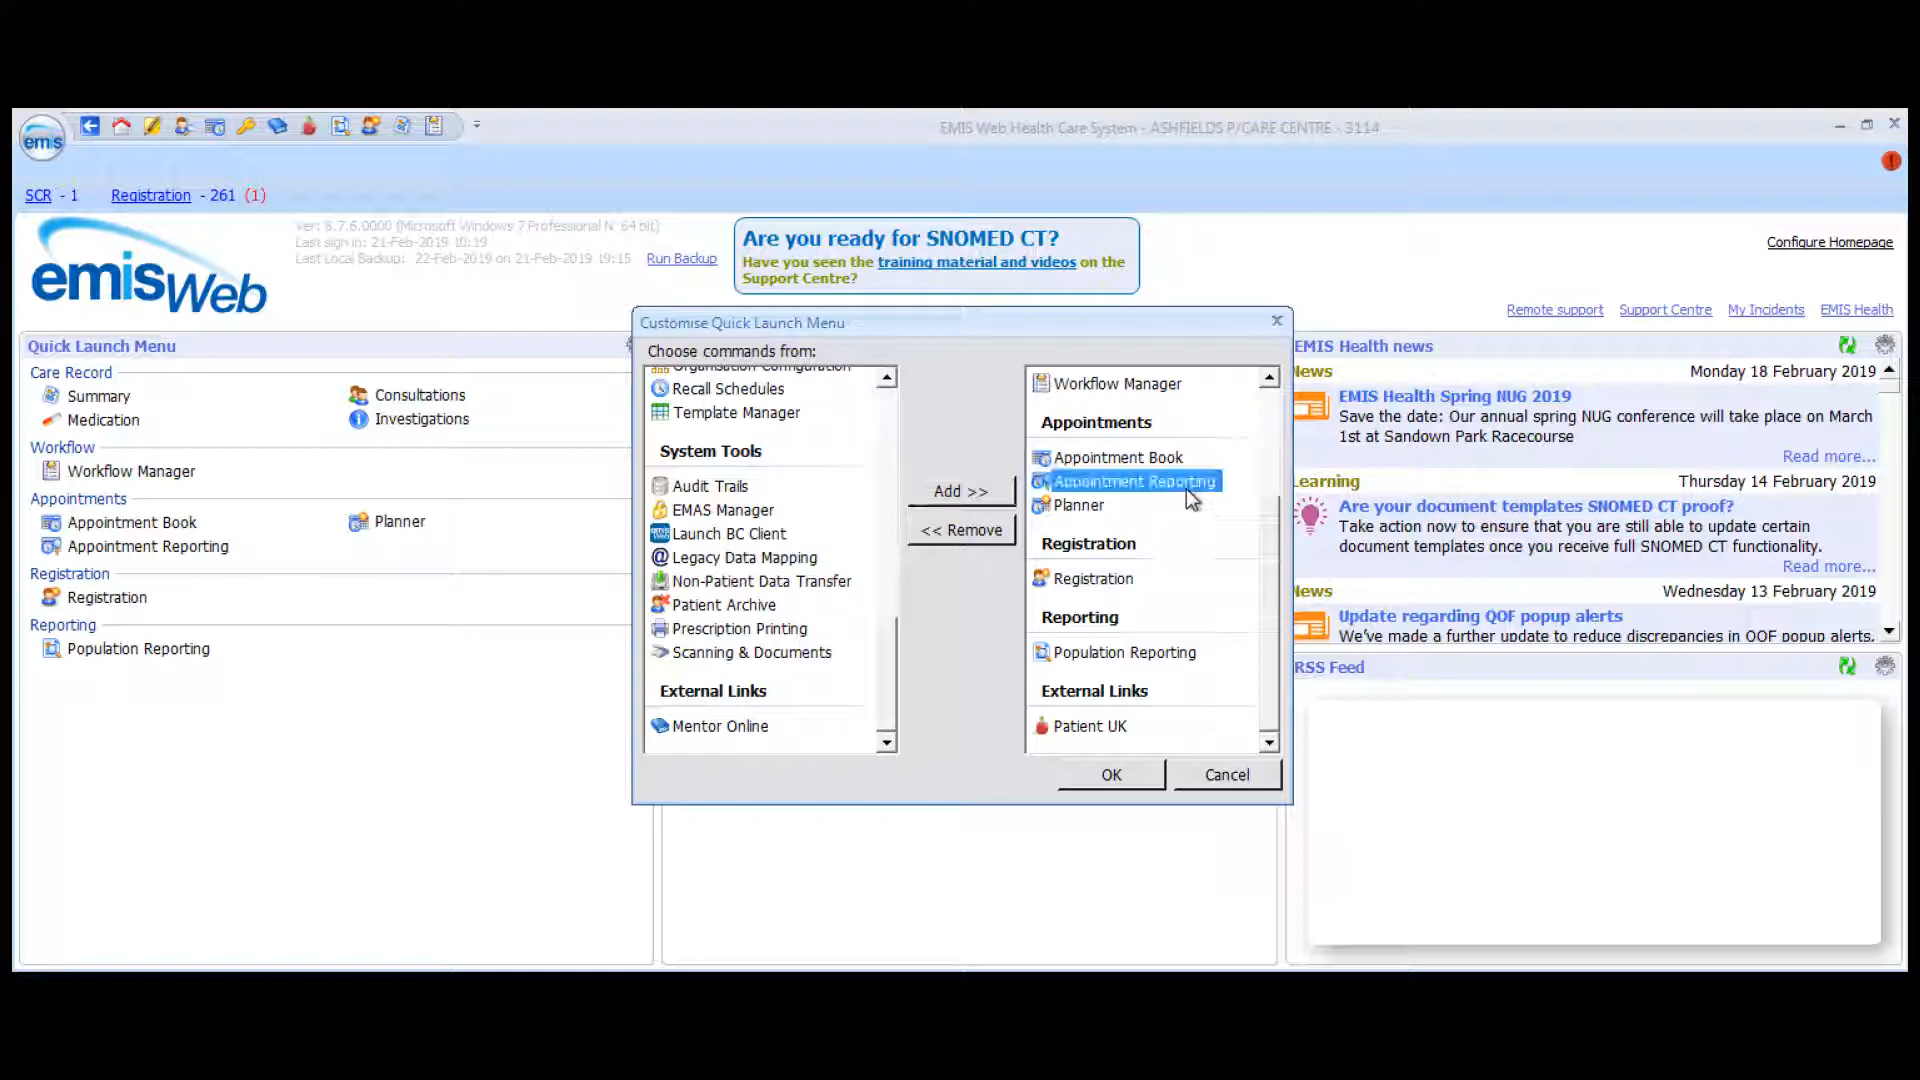 emis
EMIS Web Health Care System - ASHFIELDS P/CARE CENTRE - 3114
SCR - 1 Registration - 261 (1)
emisWeb
Ver: 8.7.6.0000 (Microsoft Windows 7 Professional N 64 bit)
Last sign in: 21-Feb-2019 10:19
Last Local Backup: 22-Feb-2019 on 21-Feb-2019 19:15 Run Backup
Are you ready for SNOMED CT?
Have you seen the training material and videos on the
Support Centre?
Configure Homepage
Remote support Support Centre My Incidents EMIS Health
Quick Launch Menu
Care Record
Summary Consultations
Medication Investigations
Workflow
Workflow Manager
Appointments
Appointment Book Planner
Appointment Reporting
Registration
Registration
Reporting
Population Reporting
Customise Quick Launch Menu
Choose commands from:
Organisation Configuration
Recall Schedules
Template Manager
System Tools
Audit Trails
EMAS Manager
Launch BC Client
Legacy Data Mapping
Non-Patient Data Transfer
Patient Archive
Prescription Printing
Scanning & Documents
External Links
Mentor Online
Add >>
<< Remove
Workflow Manager
Appointments
Appointment Book
Appointment Reporting
Planner
Registration
Registration
Reporting
Population Reporting
External Links
Patient UK
OK Cancel
EMIS Health news
News Monday 18 February 2019
EMIS Health Spring NUG 2019
Save the date: Our annual spring NUG conference will take place on March
1st at Sandown Park Racecourse
Read more...
Learning Thursday 14 February 2019
Are your document templates SNOMED CT proof?
Take action now to ensure that you are still able to update certain
document templates once you receive full SNOMED CT functionality.
Read more...
News Wednesday 13 February 2019
Update regarding QOF popup alerts
We've made a further update to reduce discrepancies in QOF popup alerts.
RSS Feed